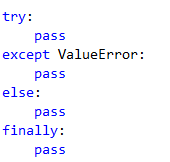 try:
    pass
except ValueError:
    pass
else:
    pass
finally:
    pass